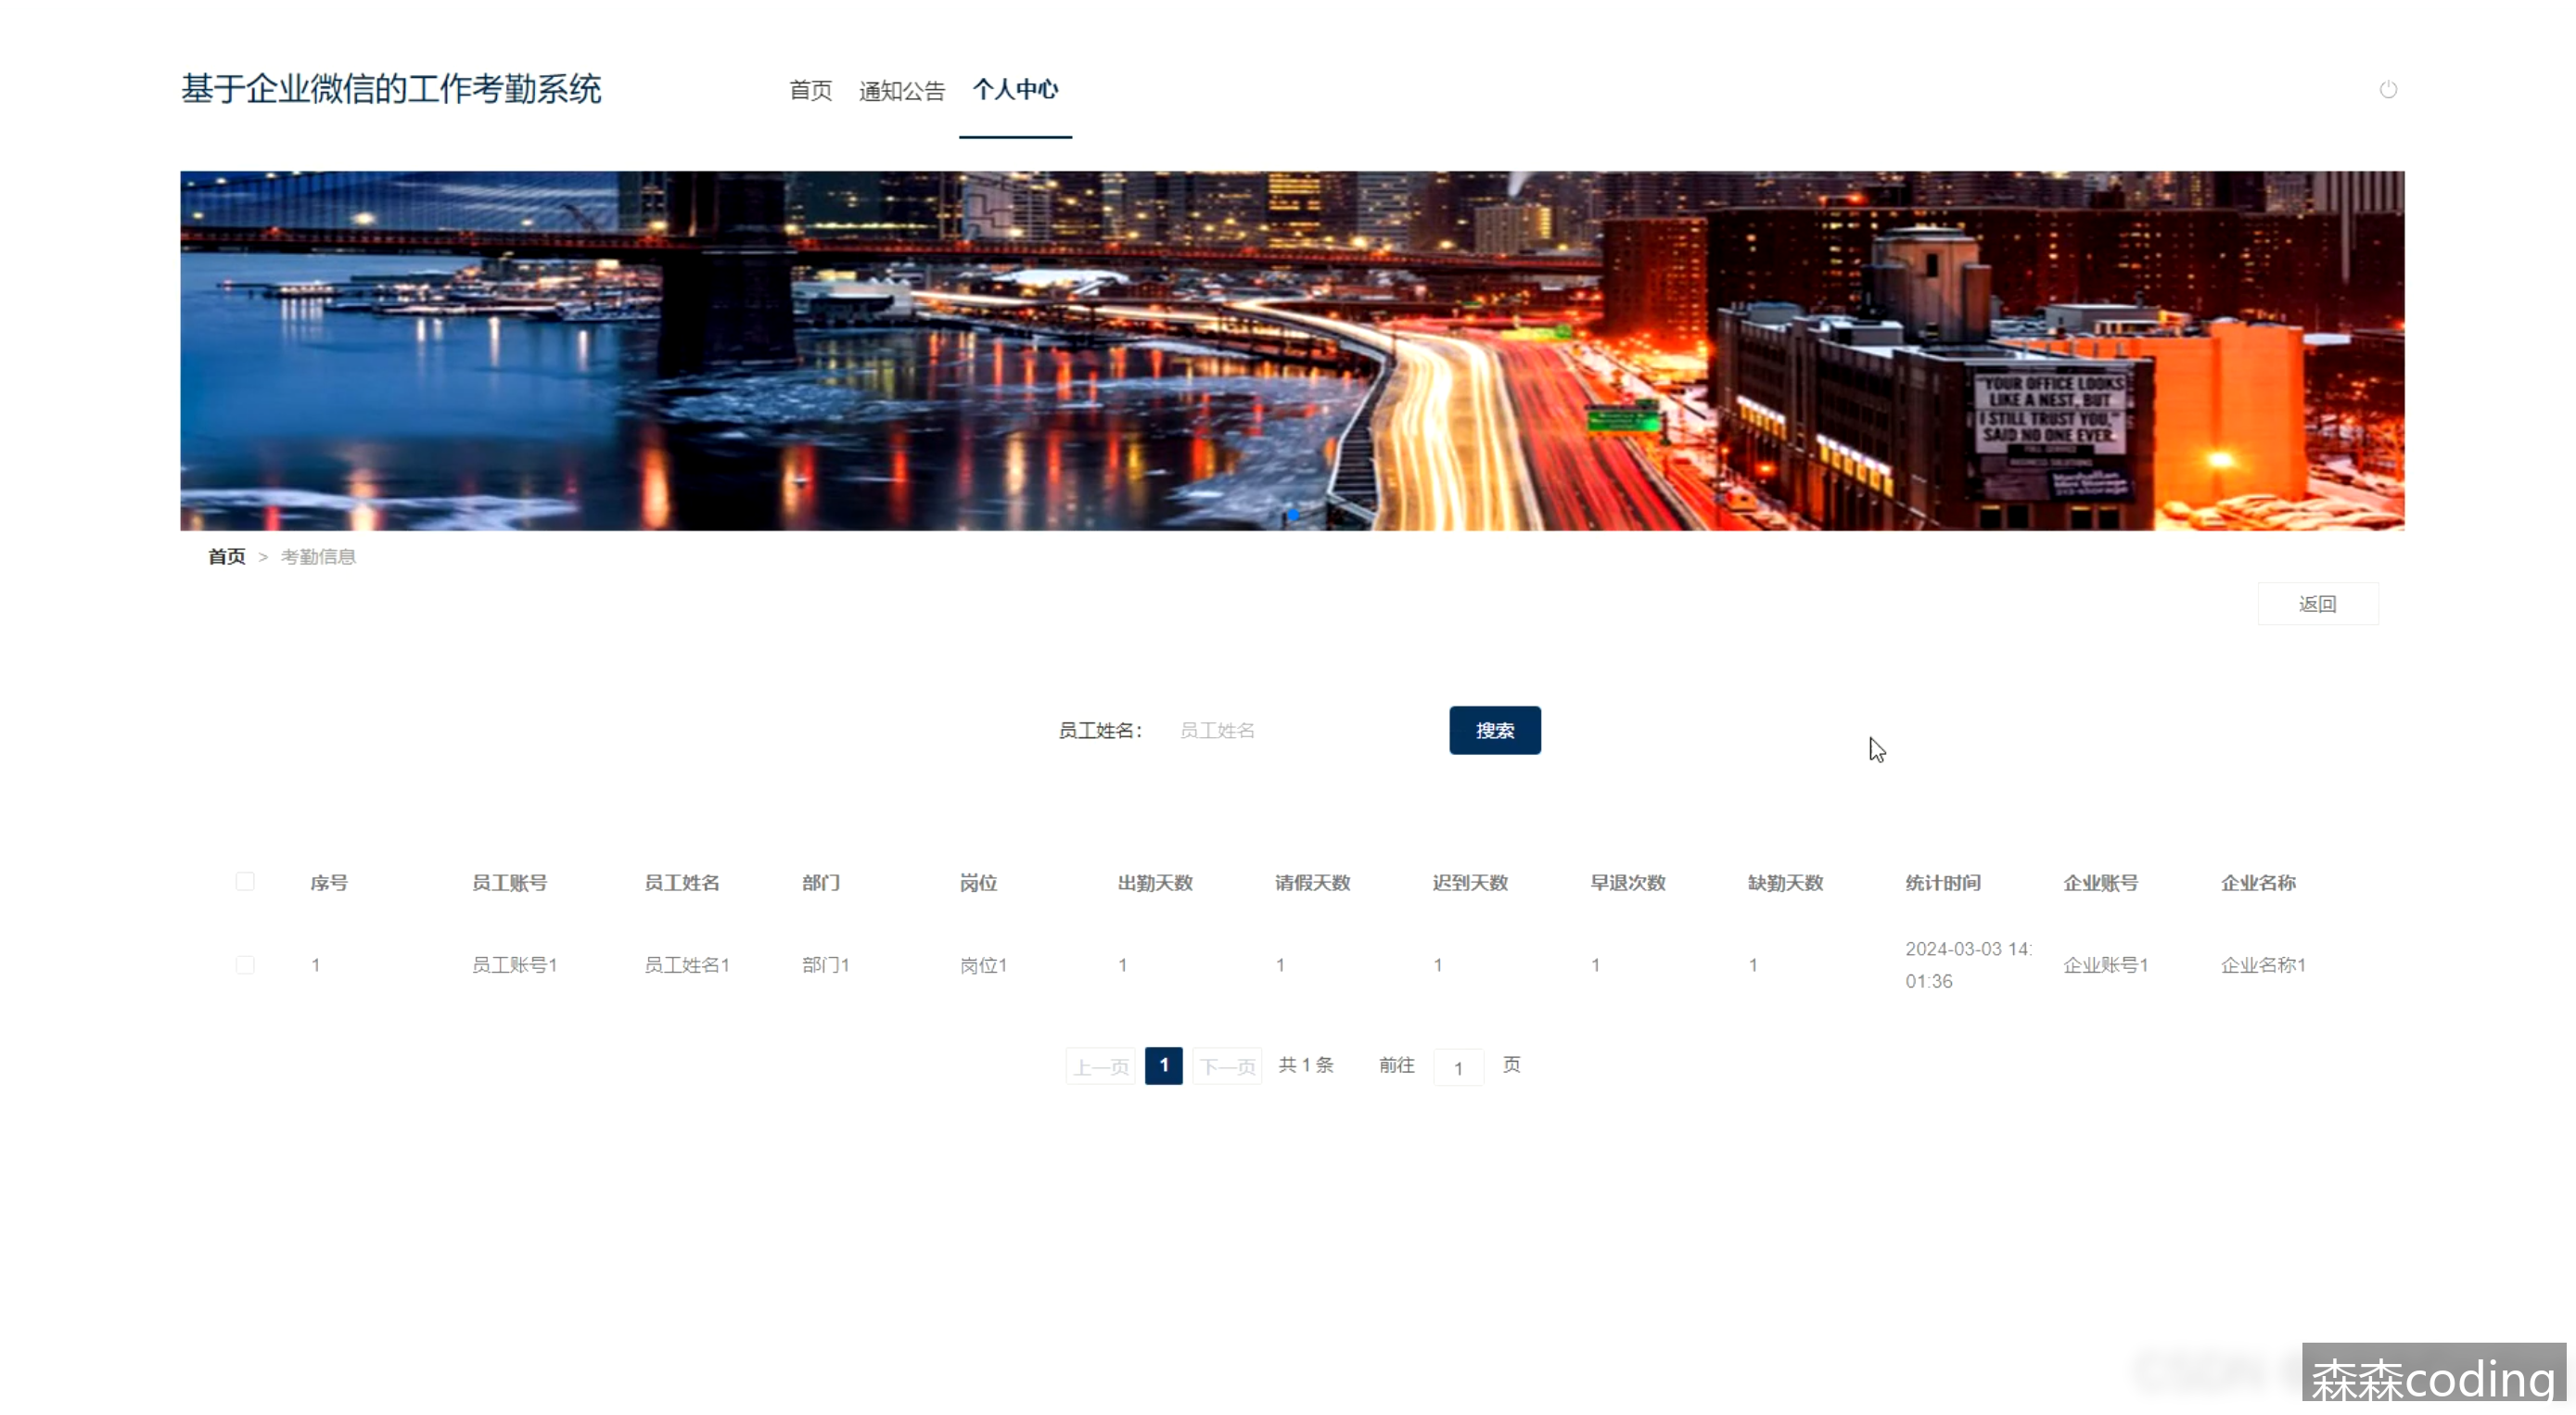 基于企业微信的工作考勤系统
首页 通知公告 个人中心
"YOUR OFFICE LOOKS
LIKE A NEST, BUT
I STILL TRUST YOU,"
SAID NO ONE EVER.
首页 > 考勤信息
返回
员工姓名： 员工姓名 搜索
序号 员工账号 员工姓名 部门 岗位 出勤天数 请假天数 迟到天数 早退次数 缺勤天数 统计时间 企业账号 企业名称
1 员工账号1 员工姓名1 部门1 岗位1 1 1 1 1 1 2024-03-03 14:01:36 企业账号1 企业名称1
上一页 1 下一页 共 1 条 前往 1 页
森森coding